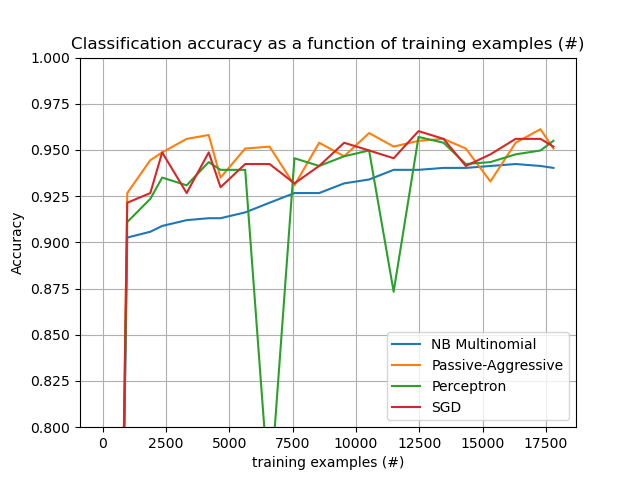 Classification accuracy as a function of training examples (#)
1.000
0.975
0.950
0.925
0.900
0.875
0.850
0.825
0.800
Accuracy
NB Multinomial
Passive-Aggressive
Perceptron
SGD
0 2500 5000 7500 10000 12500 15000 17500
training examples (#)